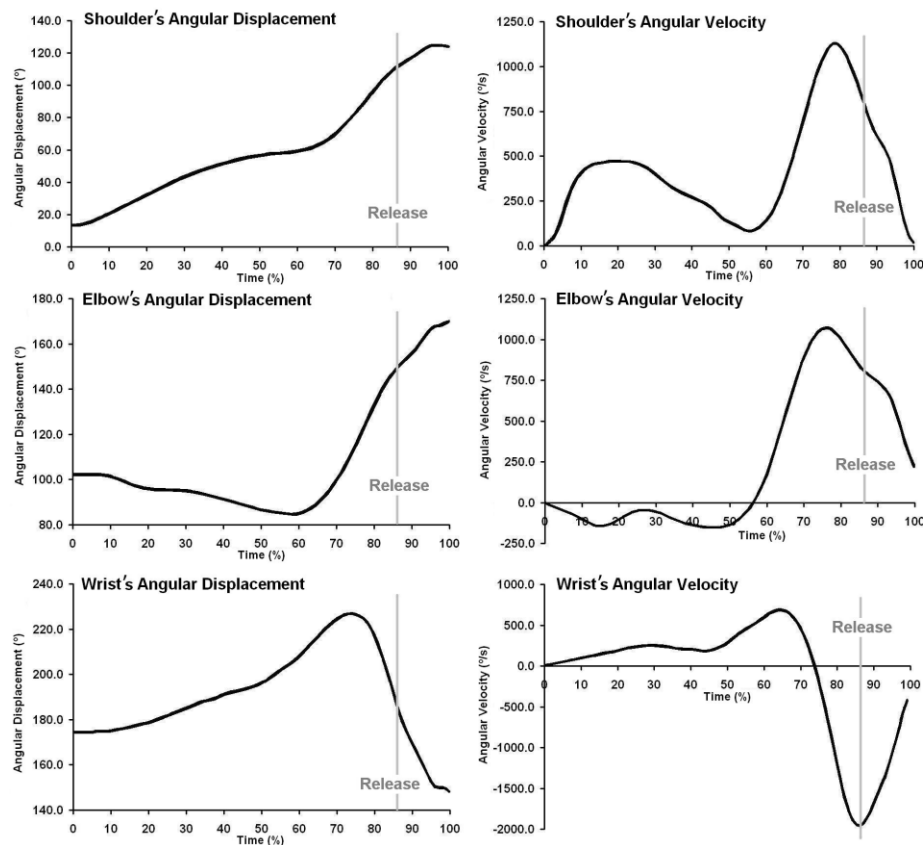 Shoulder's Angular Displacement
140.0
120.0
100.0
80.0
60.0
40.0
20.0
0.0
Angular Displacement (°)
Release
0 10 20 30 40 50 60 70 80 90 100
Time (%)
Shoulder's Angular Velocity
1250.0
1000.0
750.0
500.0
250.0
0.0
Angular Velocity (°/s)
Release
0 10 20 30 40 50 60 70 80 90 100
Time (%)
Elbow's Angular Displacement
180.0
160.0
140.0
120.0
100.0
80.0
Angular Displacement (°)
Release
0 10 20 30 40 50 60 70 80 90 100
Time (%)
Elbow's Angular Velocity
1250.0
1000.0
750.0
500.0
250.0
0.0
-250.0
Angular Velocity (°/s)
Release
0 10 20 30 40 50 60 70 80 90 100
Time (%)
Wrist's Angular Displacement
240.0
220.0
200.0
180.0
160.0
140.0
Angular Displacement (°)
Release
0 10 20 30 40 50 60 70 80 90 100
Time (%)
Wrist's Angular Velocity
1000.0
500.0
0.0
-500.0
-1000.0
-1500.0
-2000.0
Angular Velocity (°/s)
Release
0 10 20 30 40 50 60 70 80 90 100
Time (%)